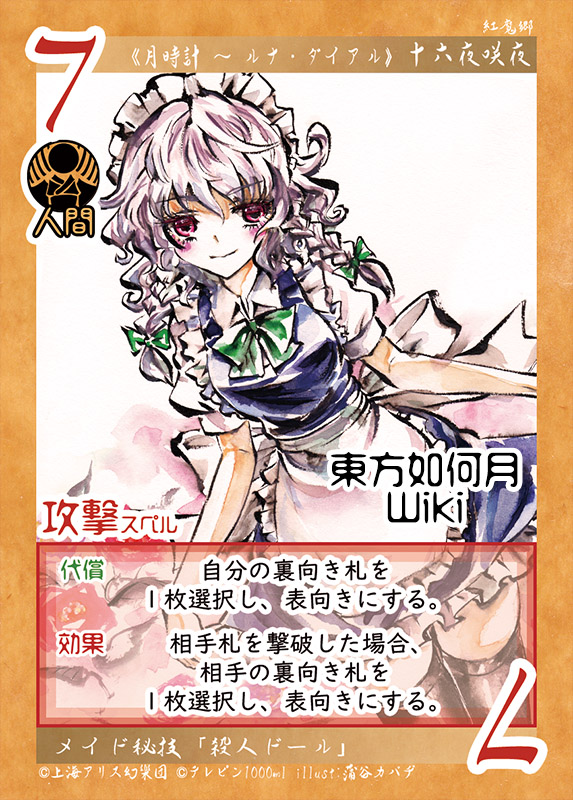 紅魔郷
7
《月時計 ～ ルナ・ダイアル》 十六夜咲夜
人間
東方如何月
Wiki
攻撃スペル
代償
自分の裏向き札を
1枚選択し、表向きにする。
効果
相手札を撃破した場合、
相手の裏向き札を
1枚選択し、表向きにする。
メイド秘技「殺人ドール」
7
©上海アリス幻樂団 ©テレビン1000ml illust:蒲谷カバヂ